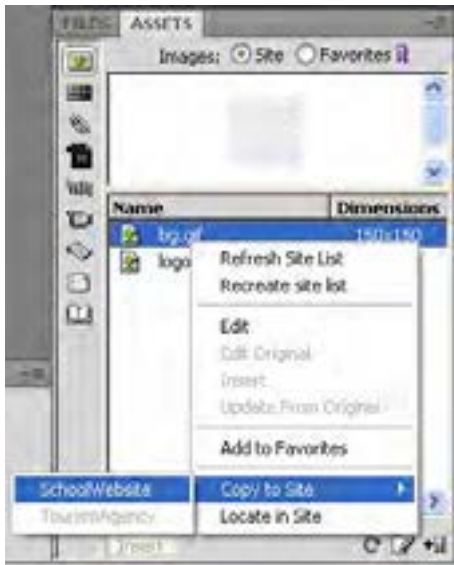 FILES ASSETS
Images: Site Favorites
Name Dimensions
bg.gif 150x150
logo
Refresh Site List
Recreate site list
Edit
Edit Original
Insert
Update From Original
Add to Favorites
Copy to Site
SchoolWebsite
TourismAgency
Locate in Site
Insert